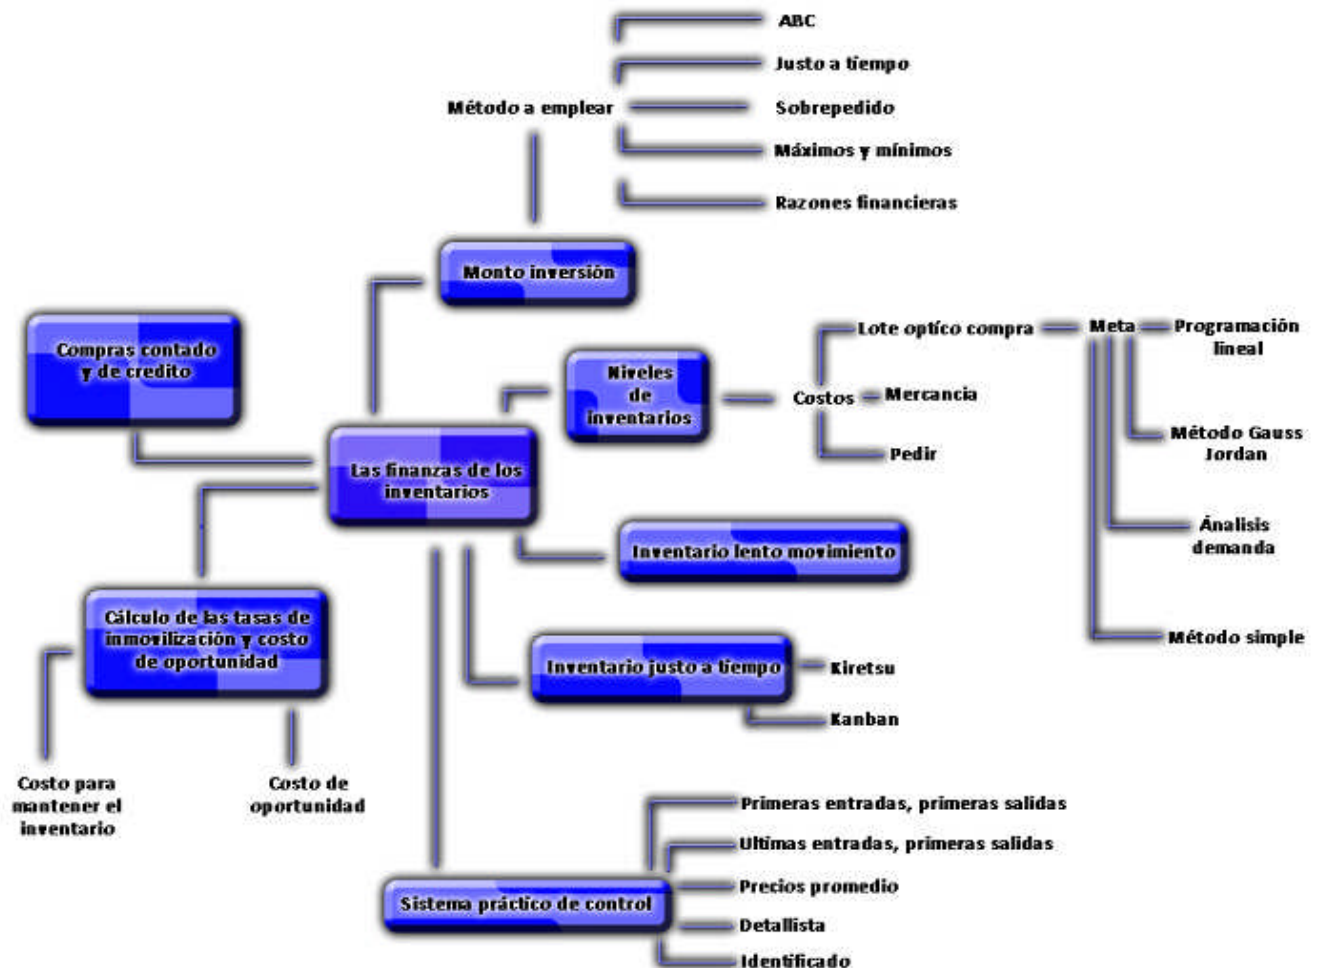 ABC
Justo a tiempo
Método a emplear
Sobrepedido
Máximos y mínimos
Razones financieras
Monto inversión
Compras contado
y de credito
Niveles
de
inventarios
Lote optíco compra
Meta
Programación
lineal
Costos
Mercancia
Pedir
Método Gauss
Jordan
Ánalisis
demanda
Método simple
Las finanzas de los
inventarios
Inventario lento movimiento
Cálculo de las tasas de
inmovilización y costo
de oportunidad
Inventario justo a tiempo
Kiretsu
Kanban
Costo para
mantener el
inventario
Costo de
oportunidad
Primeras entradas, primeras salidas
Ultimas entradas, primeras salidas
Precios promedio
Sistema práctico de control
Detallista
Identificado